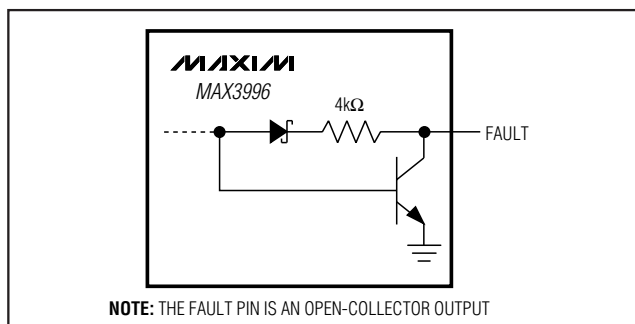 MAXIM
MAX3996
4kΩ
FAULT
NOTE: THE FAULT PIN IS AN OPEN-COLLECTOR OUTPUT